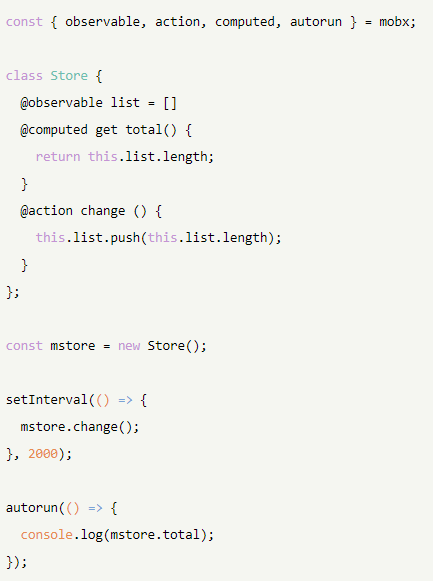 const { observable, action, computed, autorun } = mobx;
class Store {
  @observable list = []
  @computed get total() {
    return this.list.length;
  }
  @action change () {
    this.list.push(this.list.length);
  }
};
const mstore = new Store();
setInterval(() => {
  mstore.change();
}, 2000);
autorun(() => {
  console.log(mstore.total);
});